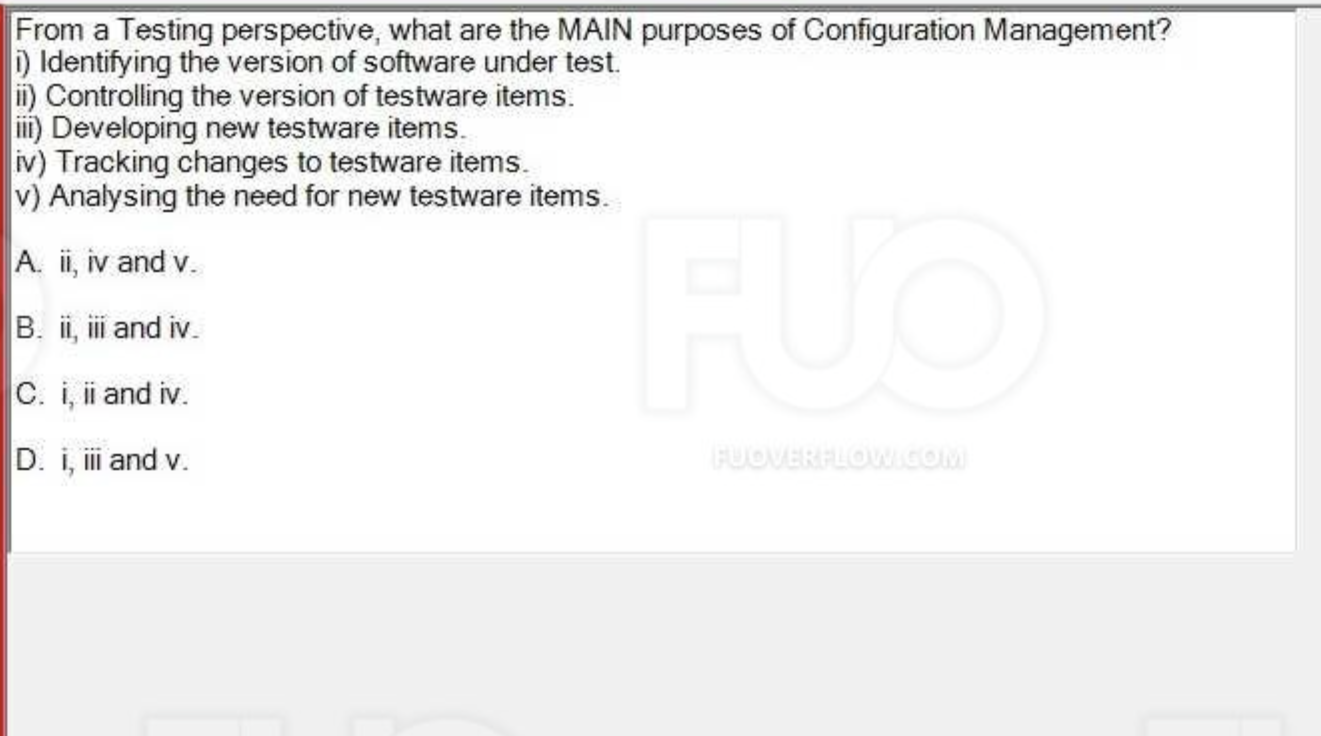 From a Testing perspective, what are the MAIN purposes of Configuration Management?
i) Identifying the version of software under test.
ii) Controlling the version of testware items.
iii) Developing new testware items.
iv) Tracking changes to testware items.
v) Analysing the need for new testware items.
A. ii, iv and v.
B. ii, iii and iv.
C. i, ii and iv.
D. i, iii and v.
FUO
FUOVERFLOW.COM